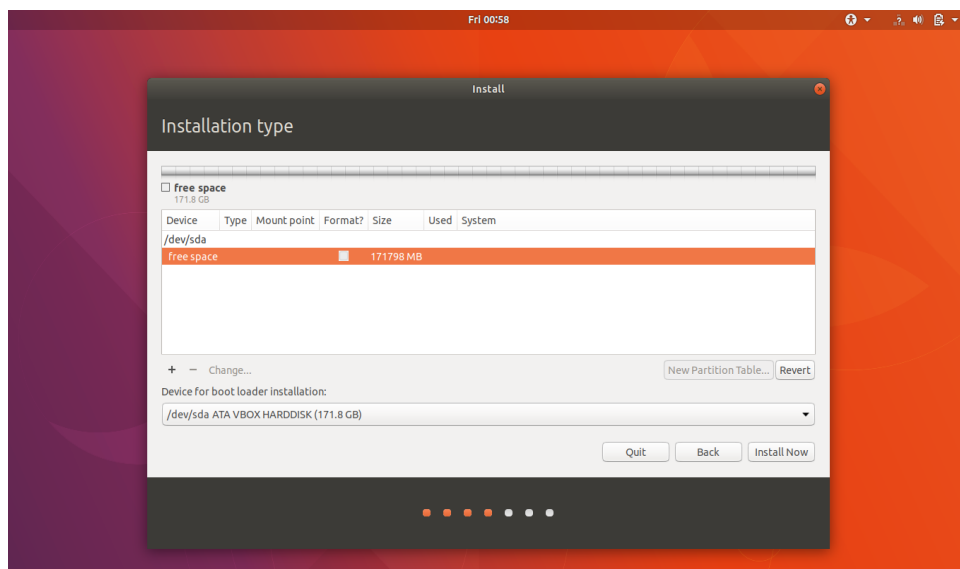 Fri 00:58
Install
Installation type
free space
171.8 GB
Device Type Mount point Format? Size Used System
/dev/sda
free space 171798 MB
+ − Change...
New Partition Table... Revert
Device for boot loader installation:
/dev/sda ATA VBOX HARDDISK (171.8 GB)
Quit Back Install Now